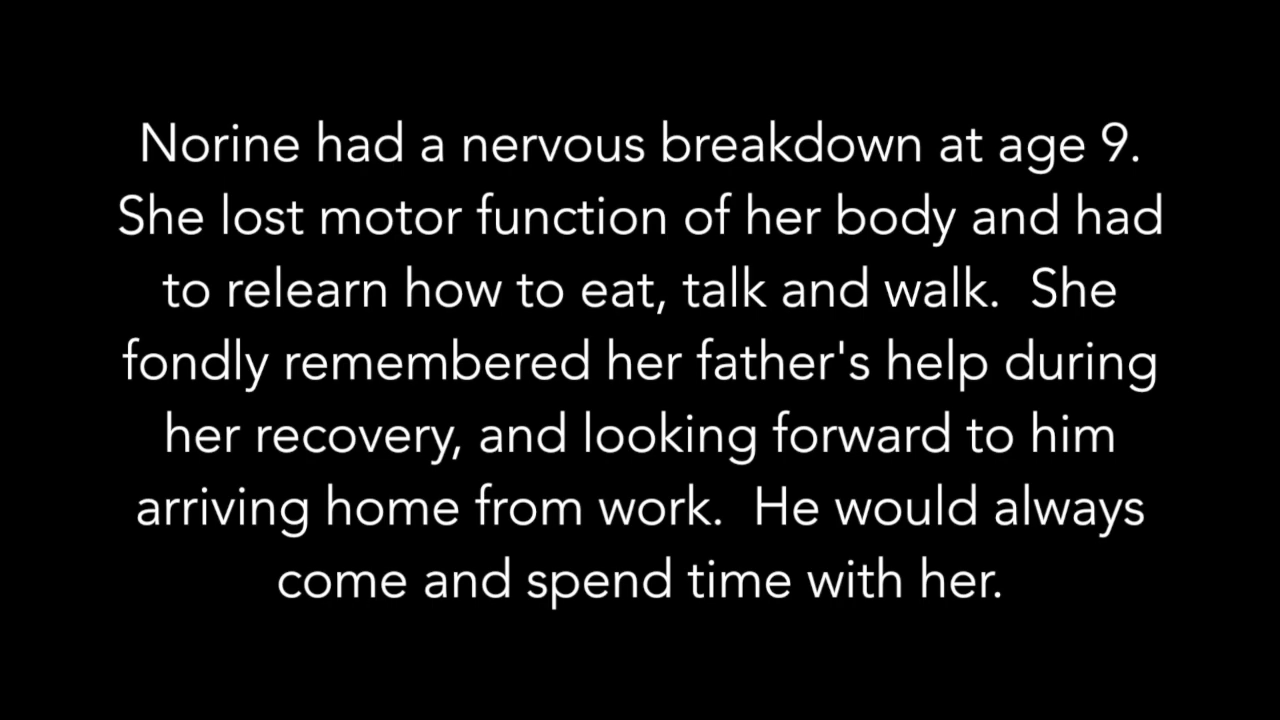 Norine had a nervous breakdown at age 9.
She lost motor function of her body and had
to relearn how to eat, talk and walk.  She
fondly remembered her father's help during
her recovery, and looking forward to him
arriving home from work.  He would always
come and spend time with her.